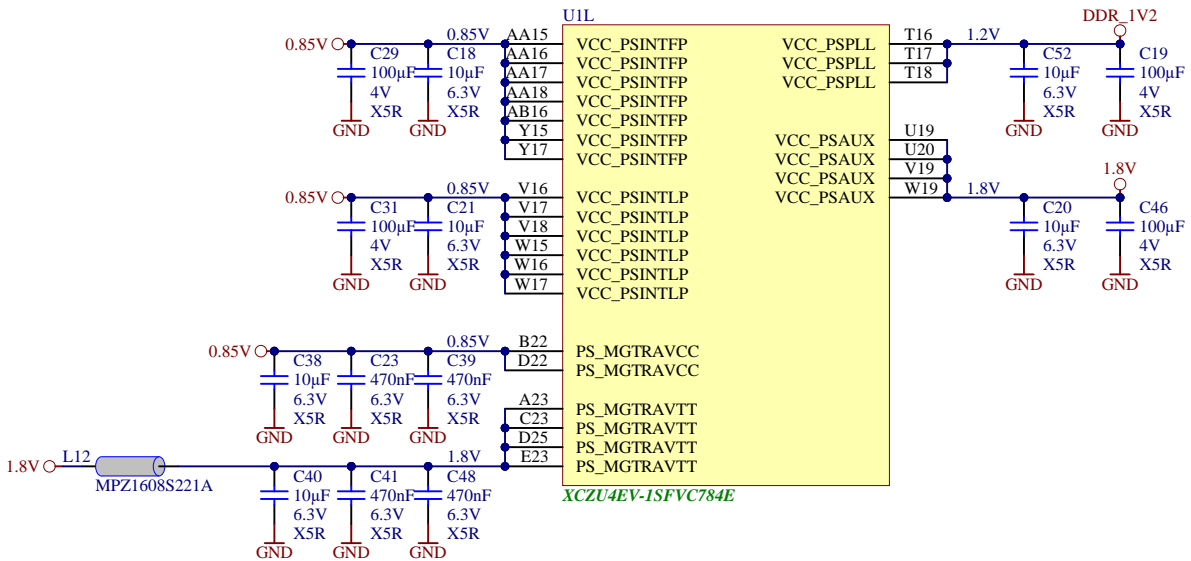 U1L
DDR_1V2
0.85V
0.85V
AA15
VCC_PSINTFP
AA16
VCC_PSINTFP
AA17
VCC_PSINTFP
AA18
VCC_PSINTFP
AB16
VCC_PSINTFP
Y15
VCC_PSINTFP
Y17
VCC_PSINTFP
C29
100µF
4V
X5R
GND
C18
10µF
6.3V
X5R
GND
VCC_PSPLL
T16
VCC_PSPLL
T17
VCC_PSPLL
T18
1.2V
C52
10µF
6.3V
X5R
GND
C19
100µF
4V
X5R
GND
VCC_PSAUX
U19
VCC_PSAUX
U20
VCC_PSAUX
V19
VCC_PSAUX
W19
1.8V
1.8V
C20
10µF
6.3V
X5R
GND
C46
100µF
4V
X5R
GND
0.85V
0.85V
V16
VCC_PSINTLP
V17
VCC_PSINTLP
V18
VCC_PSINTLP
W15
VCC_PSINTLP
W16
VCC_PSINTLP
W17
VCC_PSINTLP
C31
100µF
4V
X5R
GND
C21
10µF
6.3V
X5R
GND
0.85V
0.85V
B22
PS_MGTRAVCC
D22
PS_MGTRAVCC
C38
10µF
6.3V
X5R
GND
C23
470nF
6.3V
X5R
GND
C39
470nF
6.3V
X5R
GND
A23
PS_MGTRAVTT
C23
PS_MGTRAVTT
D25
PS_MGTRAVTT
E23
PS_MGTRAVTT
1.8V
L12
MPZ1608S221A
1.8V
C40
10µF
6.3V
X5R
GND
C41
470nF
6.3V
X5R
GND
C48
470nF
6.3V
X5R
GND
XCZU4EV-1SFVC784E